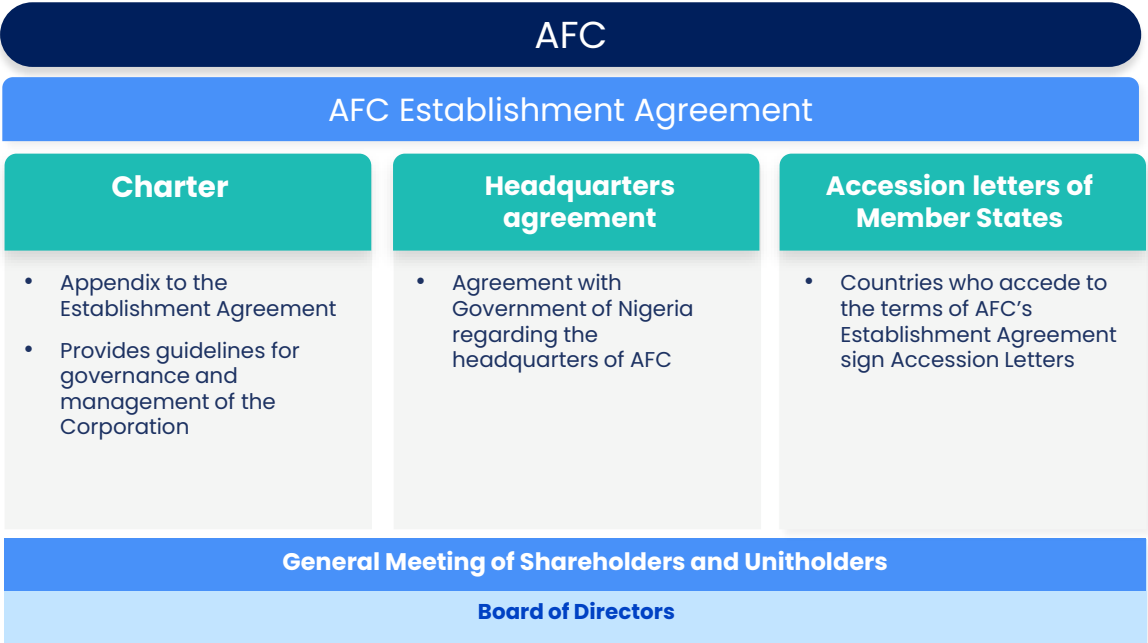 AFC
AFC Establishment Agreement
Charter
• Appendix to the
Establishment Agreement
• Provides guidelines for
governance and
management of the
Corporation
Headquarters
agreement
• Agreement with
Government of Nigeria
regarding the
headquarters of AFC
Accession letters of
Member States
• Countries who accede to
the terms of AFC’s
Establishment Agreement
sign Accession Letters
General Meeting of Shareholders and Unitholders
Board of Directors